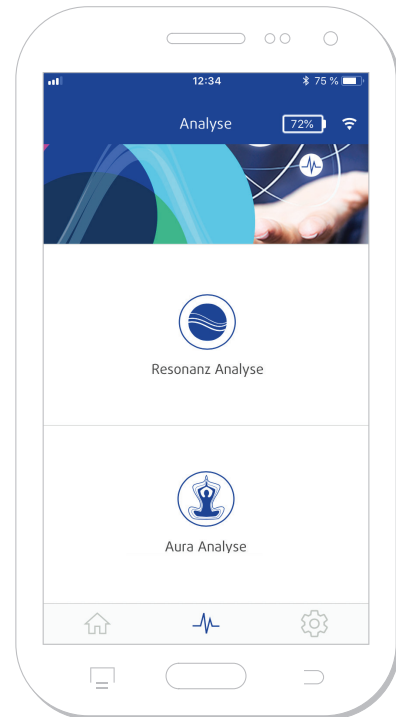 12:34
75 %
Analyse
72%
Resonanz Analyse
Aura Analyse